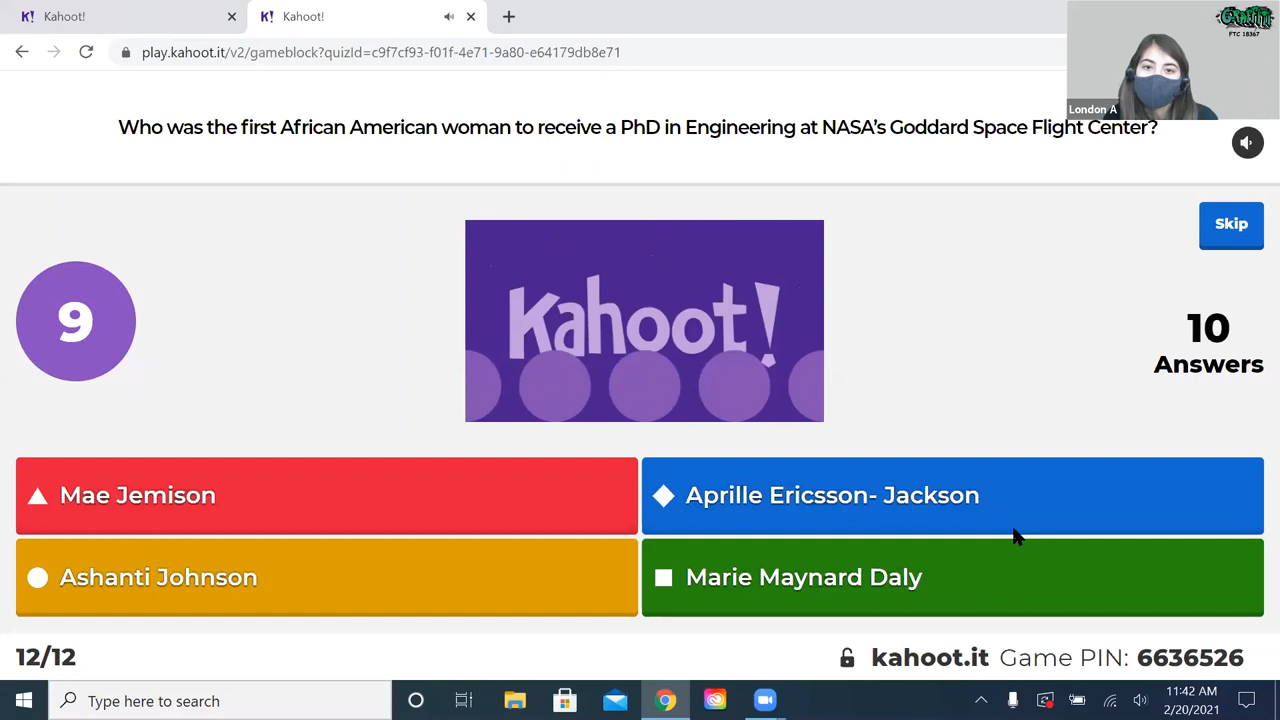 Kahoot!
Kahoot!
play.kahoot.it/v2/gameblock?quizId=c9f7cf93-f01f-4e71-9a80-e64179db8e71
GRAFFITI
FTC 18367
London A
Who was the first African American woman to receive a PhD in Engineering at NASA's Goddard Space Flight Center?
Skip
9
Kahoot!
10
Answers
Mae Jemison
Aprille Ericsson- Jackson
Ashanti Johnson
Marie Maynard Daly
12/12
kahoot.it Game PIN: 6636526
Type here to search
11:42 AM
2/20/2021